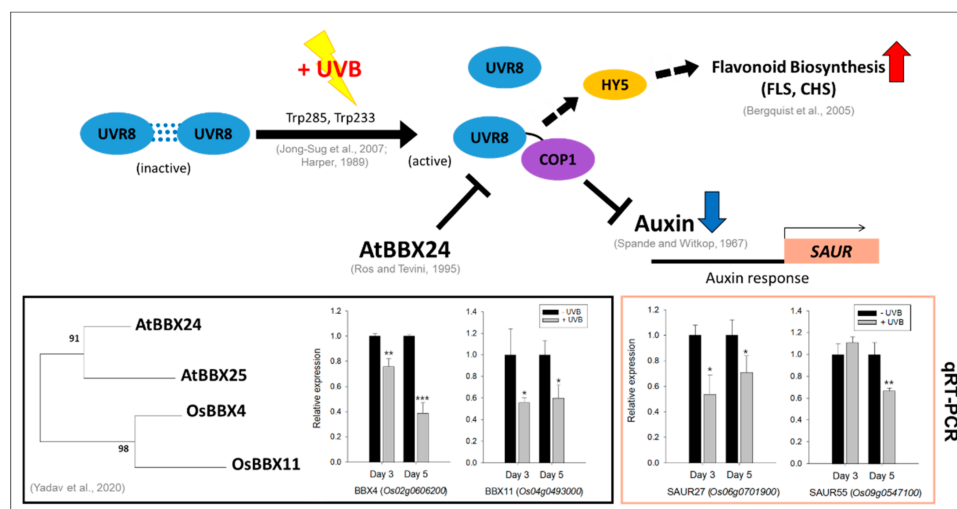 + UVB
UVR8
HY5
Flavonoid Biosynthesis
(FLS, CHS)
(Bergquist et al., 2005)
Trp285, Trp233
UVR8
UVR8
UVR8
(Jong-Sug et al., 2007;
Harper, 1989)
(inactive)
(active)
COP1
AtBBX24
(Ros and Tevini, 1995)
Auxin
(Spande and Witkop, 1967)
SAUR
Auxin response
AtBBX24
91
AtBBX25
OsBBX4
98
OsBBX11
(Yadav et al., 2020)
Relative expression
1.4
1.2
1.0
0.8
0.6
0.4
0.2
0.0
**
***
Day 3 Day 5
BBX4 (Os02g0606200)
- UVB
+ UVB
1.4
1.2
1.0
0.8
0.6
0.4
0.2
0.0
*
*
Day 3 Day 5
BBX11 (Os04g0493000)
Relative expression
1.4
1.2
1.0
0.8
0.6
0.4
0.2
0.0
*
*
Day 3 Day 5
SAUR27 (Os06g0701900)
- UVB
+ UVB
1.4
1.2
1.0
0.8
0.6
0.4
0.2
0.0
**
Day 3 Day 5
SAUR55 (Os09g0547100)
qRT-PCR